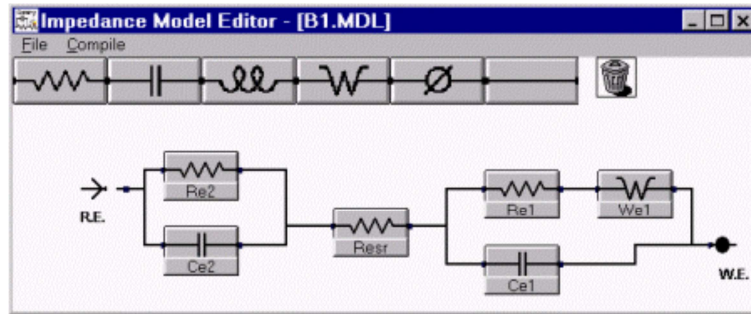 Impedance Model Editor - [B1.MDL]
File Compile
R.E.
Re2
Ce2
Resr
Re1
We1
Ce1
W.E.